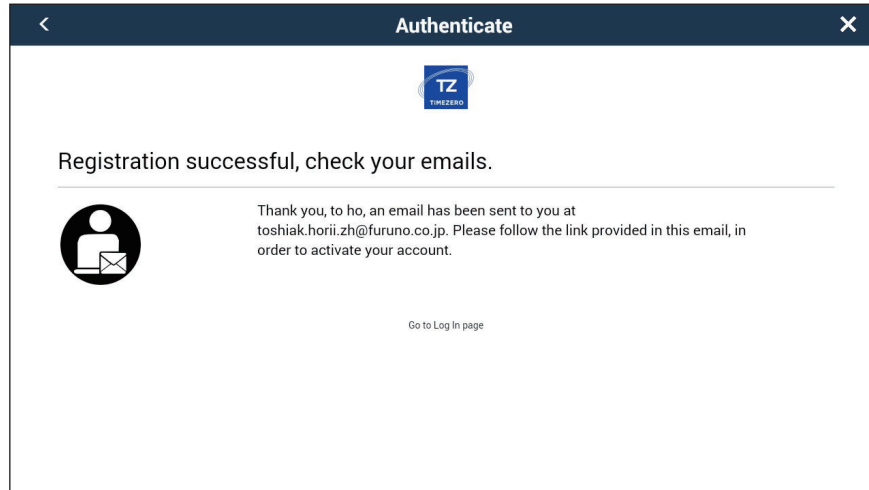 Authenticate
TZ
TIMEZERO
Registration successful, check your emails.
Thank you, to ho, an email has been sent to you at
toshiak.horii.zh@furuno.co.jp. Please follow the link provided in this email, in
order to activate your account.
Go to Log In page